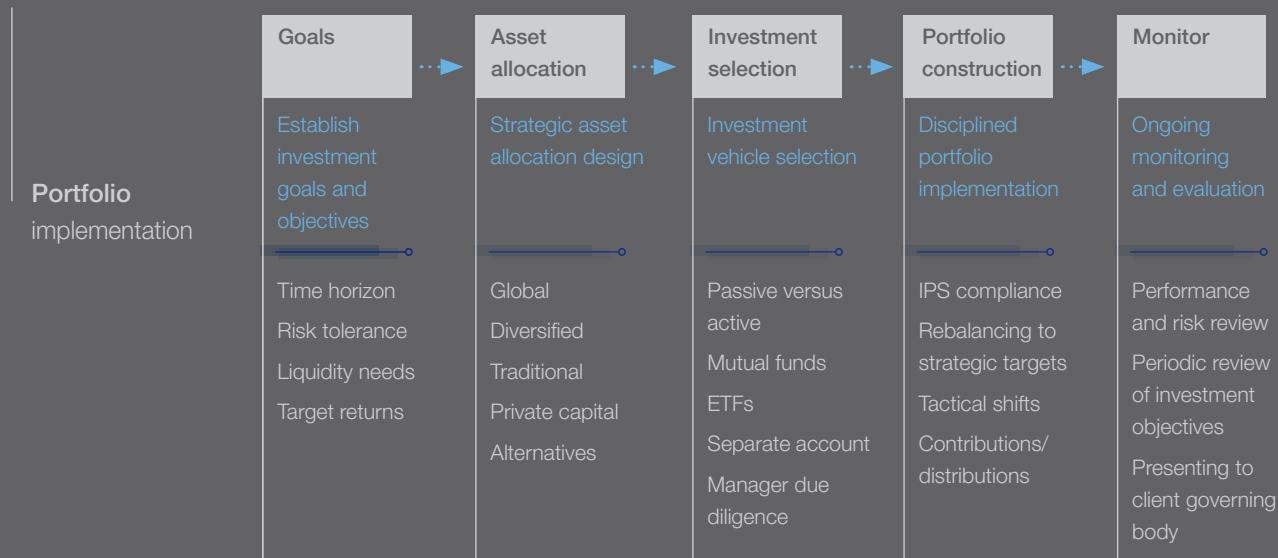 Portfolio
implementation
Goals
Establish
investment
goals and
objectives
Time horizon
Risk tolerance
Liquidity needs
Target returns
Asset
allocation
Strategic asset
allocation design
Global
Diversified
Traditional
Private capital
Alternatives
Investment
selection
Investment
vehicle selection
Passive versus
active
Mutual funds
ETFs
Separate account
Manager due
diligence
Portfolio
construction
Disciplined
portfolio
implementation
IPS compliance
Rebalancing to
strategic targets
Tactical shifts
Contributions/
distributions
Monitor
Ongoing
monitoring
and evaluation
Performance
and risk review
Periodic review
of investment
objectives
Presenting to
client governing
body